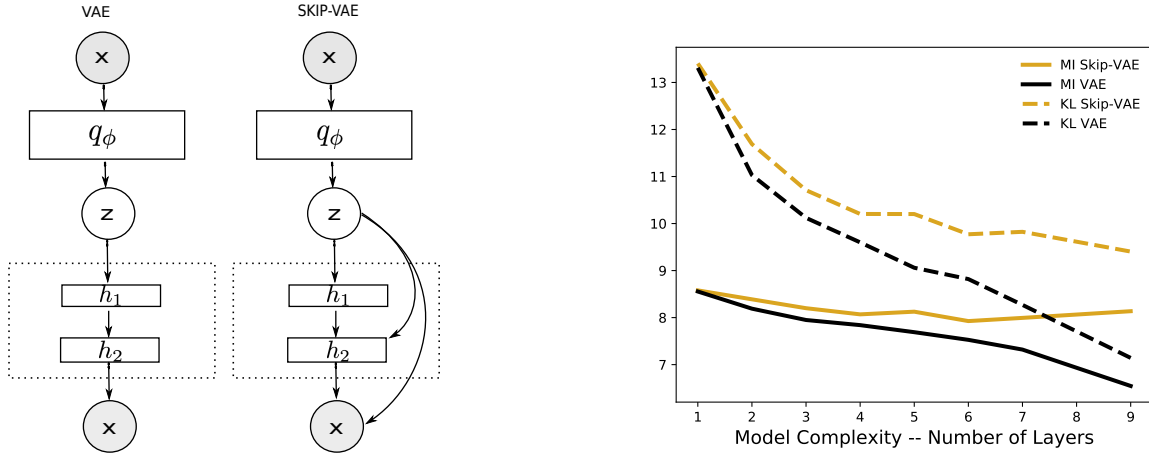 VAE
x
qϕ
z
h1
h2
x
SKIP-VAE
x
qϕ
z
h1
h2
x
MI Skip-VAE
MI VAE
KL Skip-VAE
KL VAE
13
12
11
10
9
8
7
1 2 3 4 5 6 7 8 9
Model Complexity -- Number of Layers